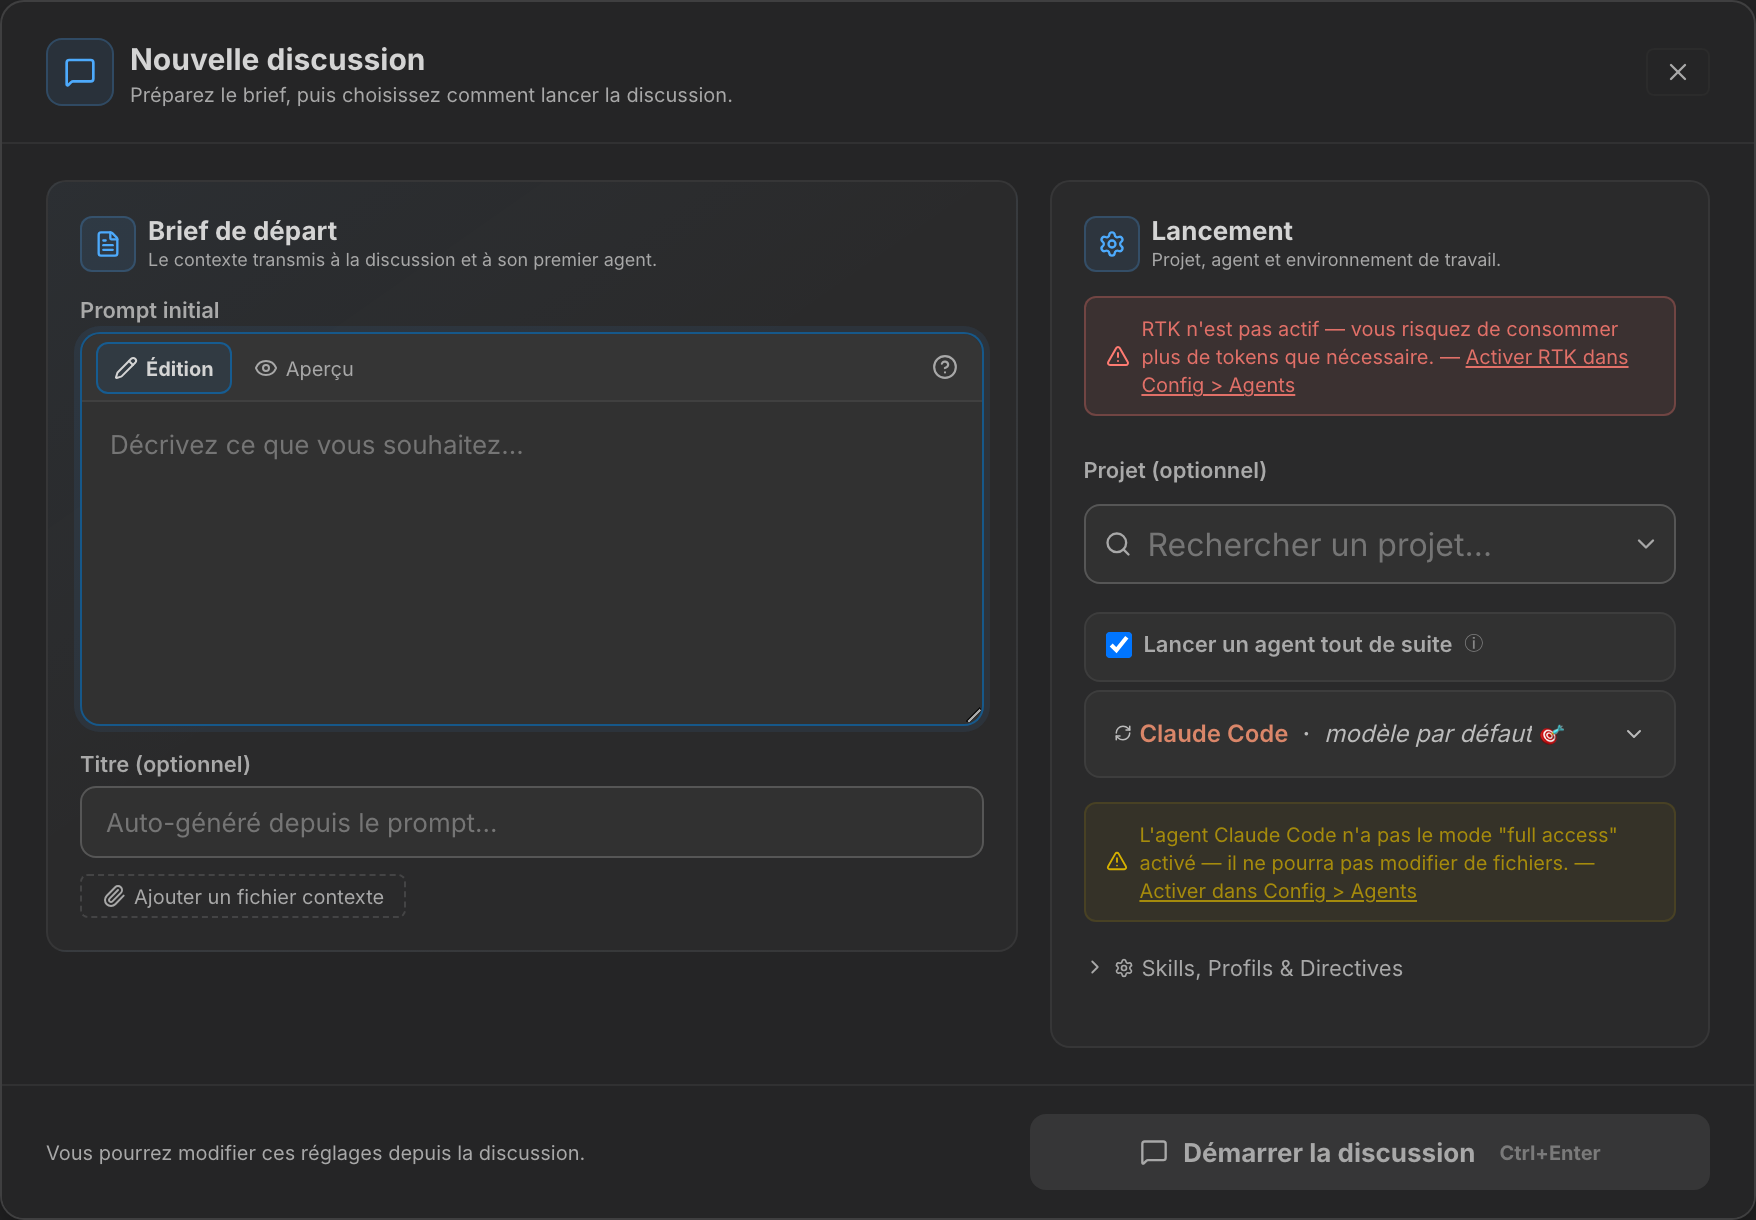 Nouvelle discussion
Préparez le brief, puis choisissez comment lancer la discussion.
Brief de départ
Le contexte transmis à la discussion et à son premier agent.
Prompt initial
Édition
Aperçu
Décrivez ce que vous souhaitez...
Titre (optionnel)
Auto-généré depuis le prompt...
Ajouter un fichier contexte
Lancement
Projet, agent et environnement de travail.
RTK n'est pas actif — vous risquez de consommer
plus de tokens que nécessaire. — Activer RTK dans
Config > Agents
Projet (optionnel)
Rechercher un projet...
Lancer un agent tout de suite
Claude Code · modèle par défaut 🎯
L'agent Claude Code n'a pas le mode "full access"
activé — il ne pourra pas modifier de fichiers. —
Activer dans Config > Agents
Skills, Profils & Directives
Vous pourrez modifier ces réglages depuis la discussion.
Démarrer la discussion Ctrl+Enter